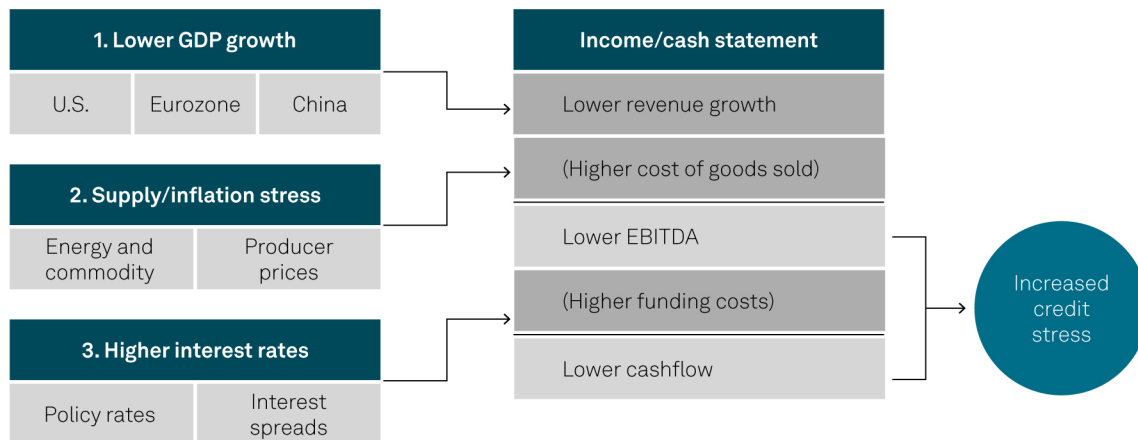 1. Lower GDP growth
U.S.
Eurozone
China
2. Supply/inflation stress
Energy and
commodity
Producer
prices
3. Higher interest rates
Policy rates
Interest
spreads
Income/cash statement
Lower revenue growth
(Higher cost of goods sold)
Lower EBITDA
(Higher funding costs)
Lower cashflow
Increased
credit
stress